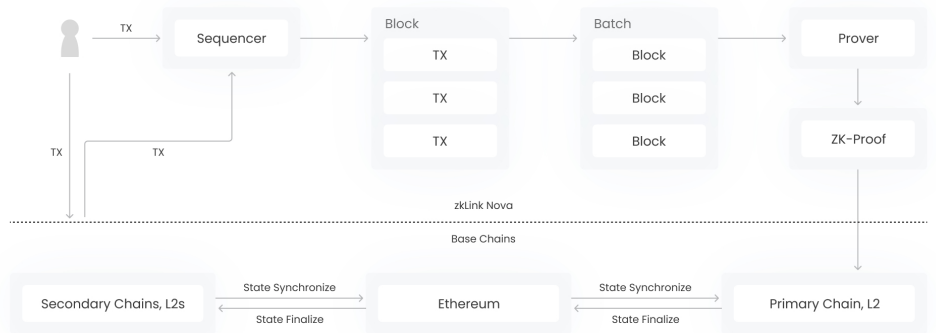 TX
Sequencer
Block
TX
TX
TX
Batch
Block
Block
Block
Prover
ZK-Proof
TX
TX
zkLink Nova
Base Chains
Secondary Chains, L2s
State Synchronize
State Finalize
Ethereum
State Synchronize
State Finalize
Primary Chain, L2